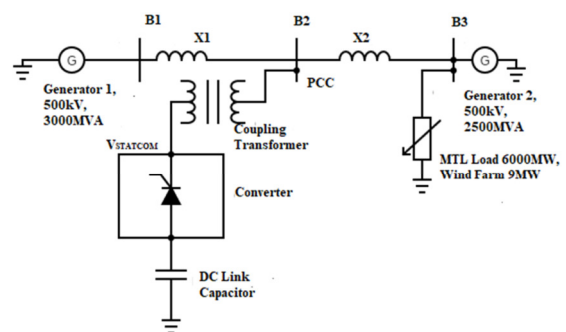 B1
X1
B2
X2
B3
G
G
Generator 1,
500kV,
3000MVA
PCC
Generator 2,
500kV,
2500MVA
Coupling
Transformer
VSTATCOM
MTL Load 6000MW,
Wind Farm 9MW
Converter
DC Link
Capacitor